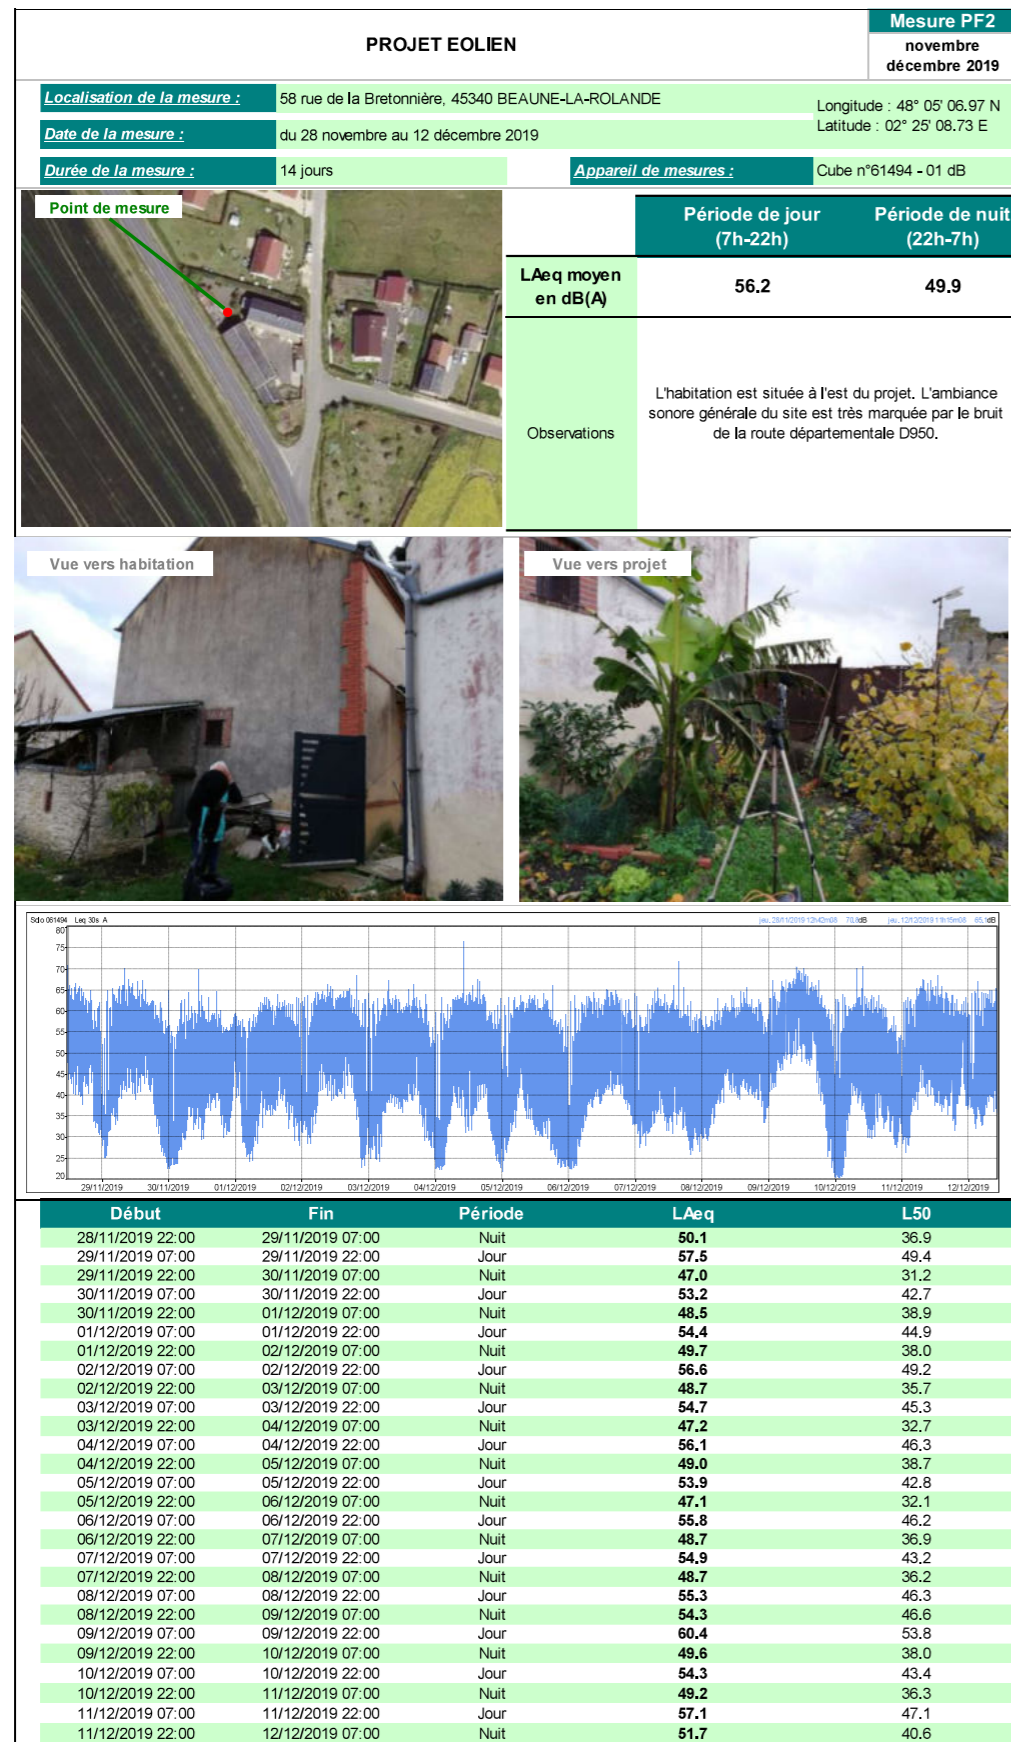 Mesure PF2
PROJET EOLIEN
novembre
décembre 2019
Localisation de la mesure :
58 rue de la Bretonnière, 45340 BEAUNE-LA-ROLANDE
Longitude : 48° 05' 06.97 N
Latitude : 02° 25' 08.73 E
Date de la mesure :
du 28 novembre au 12 décembre 2019
Durée de la mesure :
14 jours
Appareil de mesures :
Cube n°61494 - 01 dB
Point de mesure
Période de jour
(7h-22h)
Période de nuit
(22h-7h)
LAeq moyen
en dB(A)
56.2
49.9
Observations
L'habitation est située à l'est du projet. L'ambiance
sonore générale du site est très marquée par le bruit
de la route départementale D950.
Vue vers habitation
Vue vers projet
Solo 061494 Leq 30s A
jeu. 28/11/2019 12h42m08 70.8dB jeu. 12/12/2019 11h15m08 65.1dB
80
75
70
65
60
55
50
45
40
35
30
25
20
29/11/2019 30/11/2019 01/12/2019 02/12/2019 03/12/2019 04/12/2019 05/12/2019 06/12/2019 07/12/2019 08/12/2019 09/12/2019 10/12/2019 11/12/2019 12/12/2019
Début Fin Période LAeq L50
28/11/2019 22:00 29/11/2019 07:00 Nuit 50.1 36.9
29/11/2019 07:00 29/11/2019 22:00 Jour 57.5 49.4
29/11/2019 22:00 30/11/2019 07:00 Nuit 47.0 31.2
30/11/2019 07:00 30/11/2019 22:00 Jour 53.2 42.7
30/11/2019 22:00 01/12/2019 07:00 Nuit 48.5 38.9
01/12/2019 07:00 01/12/2019 22:00 Jour 54.4 44.9
01/12/2019 22:00 02/12/2019 07:00 Nuit 49.7 38.0
02/12/2019 07:00 02/12/2019 22:00 Jour 56.6 49.2
02/12/2019 22:00 03/12/2019 07:00 Nuit 48.7 35.7
03/12/2019 07:00 03/12/2019 22:00 Jour 54.7 45.3
03/12/2019 22:00 04/12/2019 07:00 Nuit 47.2 32.7
04/12/2019 07:00 04/12/2019 22:00 Jour 56.1 46.3
04/12/2019 22:00 05/12/2019 07:00 Nuit 49.0 38.7
05/12/2019 07:00 05/12/2019 22:00 Jour 53.9 42.8
05/12/2019 22:00 06/12/2019 07:00 Nuit 47.1 32.1
06/12/2019 07:00 06/12/2019 22:00 Jour 55.8 46.2
06/12/2019 22:00 07/12/2019 07:00 Nuit 48.7 36.9
07/12/2019 07:00 07/12/2019 22:00 Jour 54.9 43.2
07/12/2019 22:00 08/12/2019 07:00 Nuit 48.7 36.2
08/12/2019 07:00 08/12/2019 22:00 Jour 55.3 46.3
08/12/2019 22:00 09/12/2019 07:00 Nuit 54.3 46.6
09/12/2019 07:00 09/12/2019 22:00 Jour 60.4 53.8
09/12/2019 22:00 10/12/2019 07:00 Nuit 49.6 38.0
10/12/2019 07:00 10/12/2019 22:00 Jour 54.3 43.4
10/12/2019 22:00 11/12/2019 07:00 Nuit 49.2 36.3
11/12/2019 07:00 11/12/2019 22:00 Jour 57.1 47.1
11/12/2019 22:00 12/12/2019 07:00 Nuit 51.7 40.6